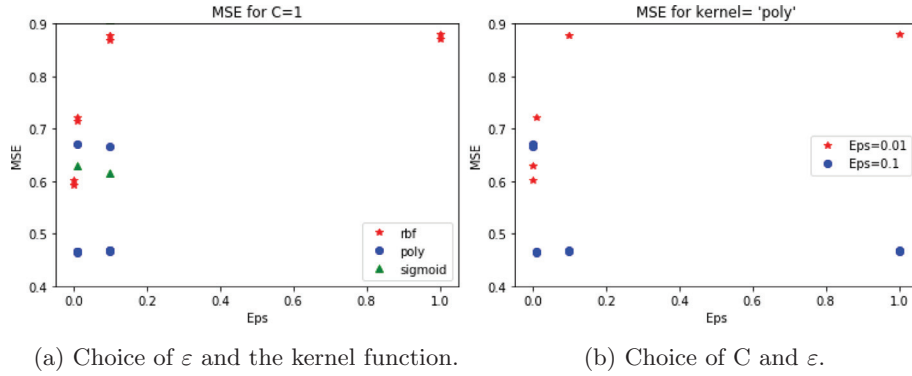 MSE for C=1
0.9
0.8
0.7
0.6
0.5
0.4
MSE
0.0 0.2 0.4 0.6 0.8 1.0
Eps
rbf
poly
sigmoid
(a) Choice of ε and the kernel function.
MSE for kernel= 'poly'
0.9
0.8
0.7
0.6
0.5
0.4
MSE
0.0 0.2 0.4 0.6 0.8 1.0
Eps
Eps=0.01
Eps=0.1
(b) Choice of C and ε.